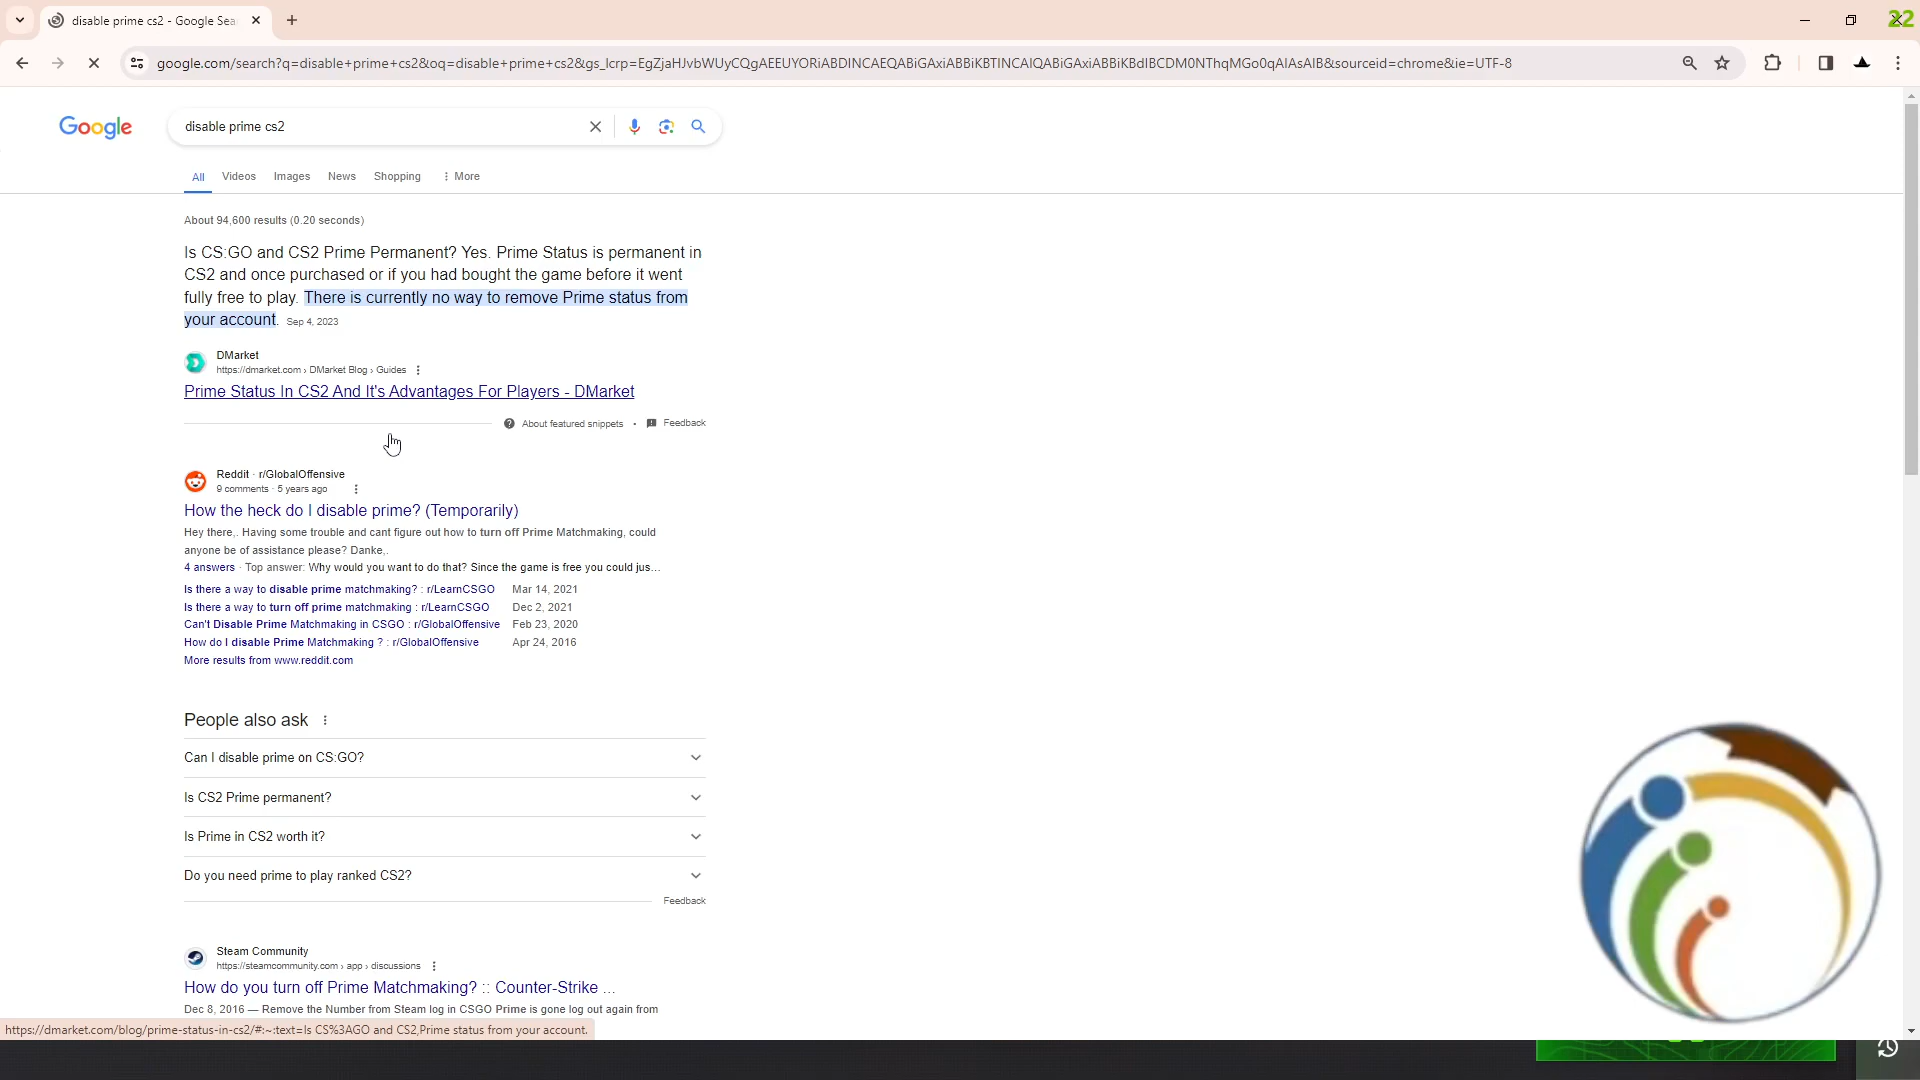 disable prime cs2 - Google Sea
22
google.com/search?q=disable+prime+cs2&oq=disable+prime+cs2&gs_lcrp=EgZjaHJvbWUyCQgAEEUYORiABDINCAEQABiGAxiABBiKBTINCAIQABiGAxiABBiKBdIBCDM0NThqMGo0qAIAsAIB&sourceid=chrome&ie=UTF-8
Google
disable prime cs2
All Videos Images News Shopping More
About 94,600 results (0.20 seconds)
Is CS:GO and CS2 Prime Permanent? Yes. Prime Status is permanent in
CS2 and once purchased or if you had bought the game before it went
fully free to play. There is currently no way to remove Prime status from
your account. Sep 4, 2023
DMarket
https://dmarket.com › DMarket Blog › Guides
Prime Status In CS2 And It's Advantages For Players - DMarket
About featured snippets • Feedback
Reddit · r/GlobalOffensive
9 comments · 5 years ago
How the heck do I disable prime? (Temporarily)
Hey there,. Having some trouble and cant figure out how to turn off Prime Matchmaking, could
anyone be of assistance please? Danke,.
4 answers · Top answer: Why would you want to do that? Since the game is free you could jus...
Is there a way to disable prime matchmaking? : r/LearnCSGO Mar 14, 2021
Is there a way to turn off prime matchmaking : r/LearnCSGO Dec 2, 2021
Can't Disable Prime Matchmaking in CSGO : r/GlobalOffensive Feb 23, 2020
How do I disable Prime Matchmaking ? : r/GlobalOffensive Apr 24, 2016
More results from www.reddit.com
People also ask
Can I disable prime on CS:GO?
Is CS2 Prime permanent?
Is Prime in CS2 worth it?
Do you need prime to play ranked CS2?
Feedback
Steam Community
https://steamcommunity.com › app › discussions
How do you turn off Prime Matchmaking? :: Counter-Strike ...
Dec 8, 2016 — Remove the Number from Steam log in CSGO Prime is gone log out again from
https://dmarket.com/blog/prime-status-in-cs2/#:~:text=Is CS%3AGO and CS2,Prime status from your account.